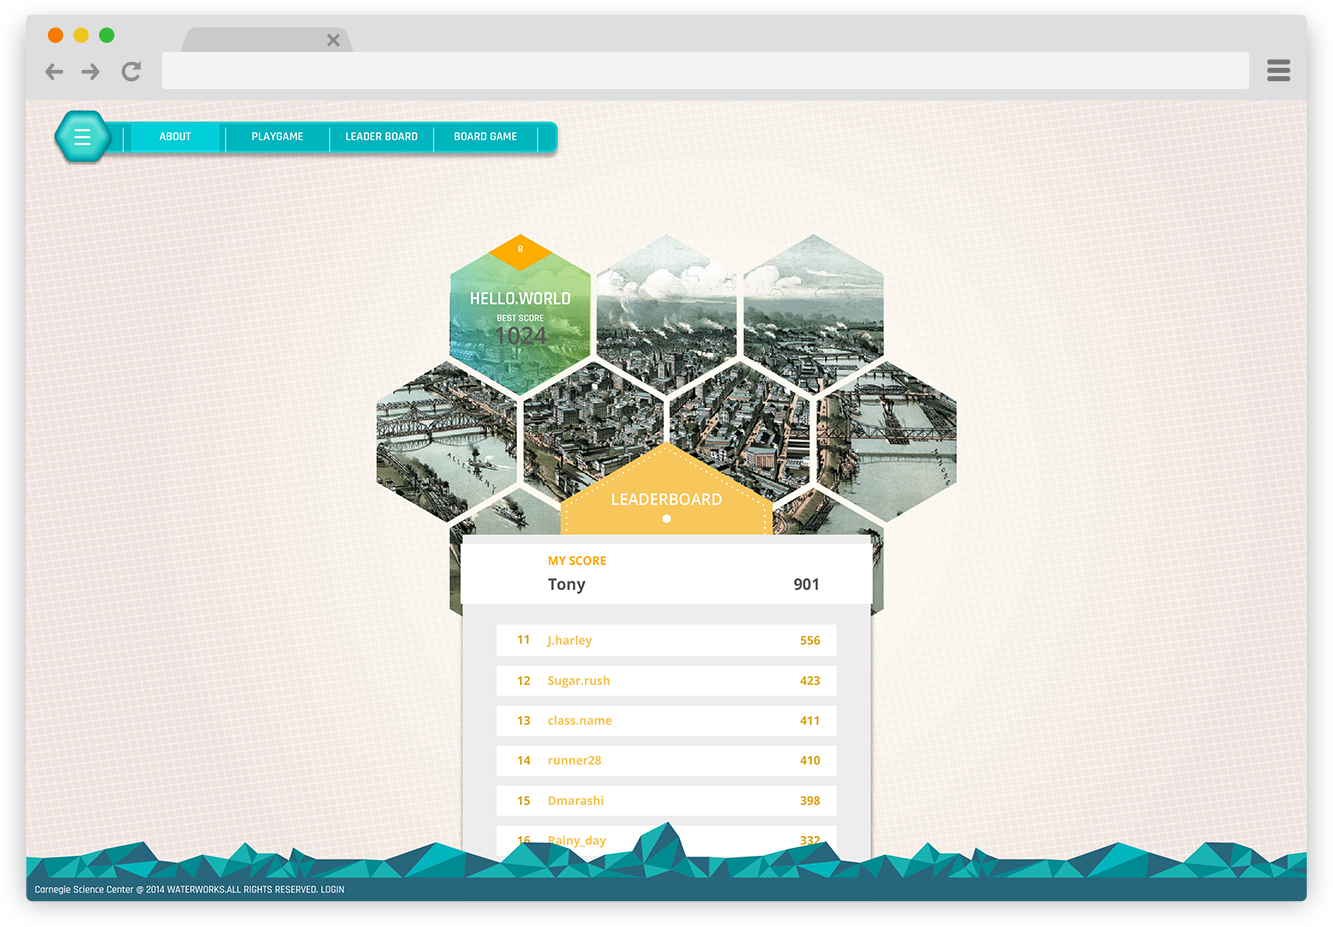 ABOUT
PLAYGAME
LEADER BOARD
BOARD GAME
B
HELLO.WORLD
BEST SCORE
1024
ALLEGHENY
LEADERBOARD
MY SCORE
Tony 901
11 J.harley 556
12 Sugar.rush 423
13 class.name 411
14 runner28 410
15 Dmarashi 398
16 Rainy_day 332
Carnegie Science Center @ 2014 WATERWORKS.ALL RIGHTS RESERVED. LOGIN